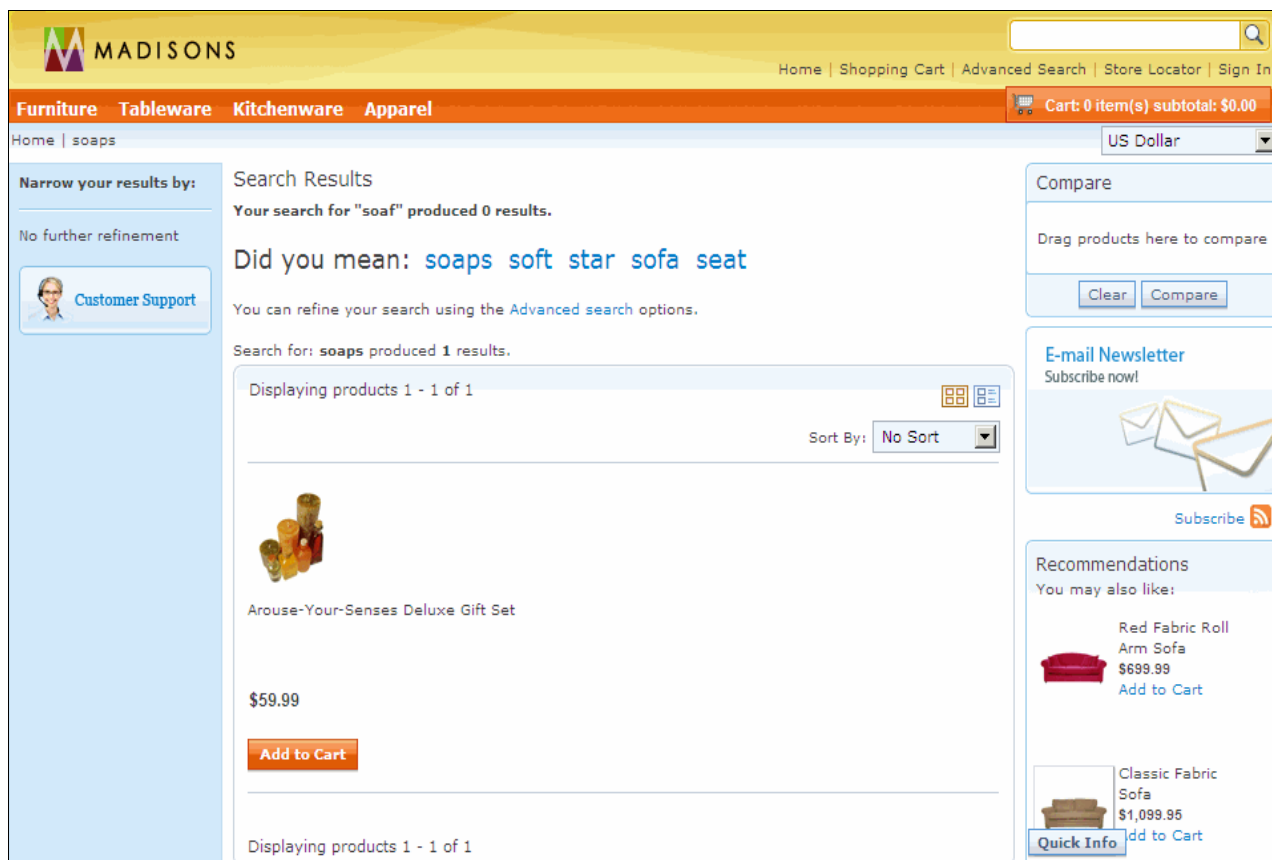 MADISONS
Home | Shopping Cart | Advanced Search | Store Locator | Sign In
Furniture Tableware Kitchenware Apparel
Cart: 0 item(s) subtotal: $0.00
Home | soaps
US Dollar
Narrow your results by:
No further refinement
Customer Support
Search Results
Your search for "soaf" produced 0 results.
Did you mean: soaps soft star sofa seat
You can refine your search using the Advanced search options.
Search for: soaps produced 1 results.
Displaying products 1 - 1 of 1
Sort By: No Sort
Arouse-Your-Senses Deluxe Gift Set
$59.99
Add to Cart
Displaying products 1 - 1 of 1
Compare
Drag products here to compare
Clear Compare
E-mail Newsletter
Subscribe now!
Subscribe
Recommendations
You may also like:
Red Fabric Roll
Arm Sofa
$699.99
Add to Cart
Classic Fabric
Sofa
$1,099.95
dd to Cart
Quick Info